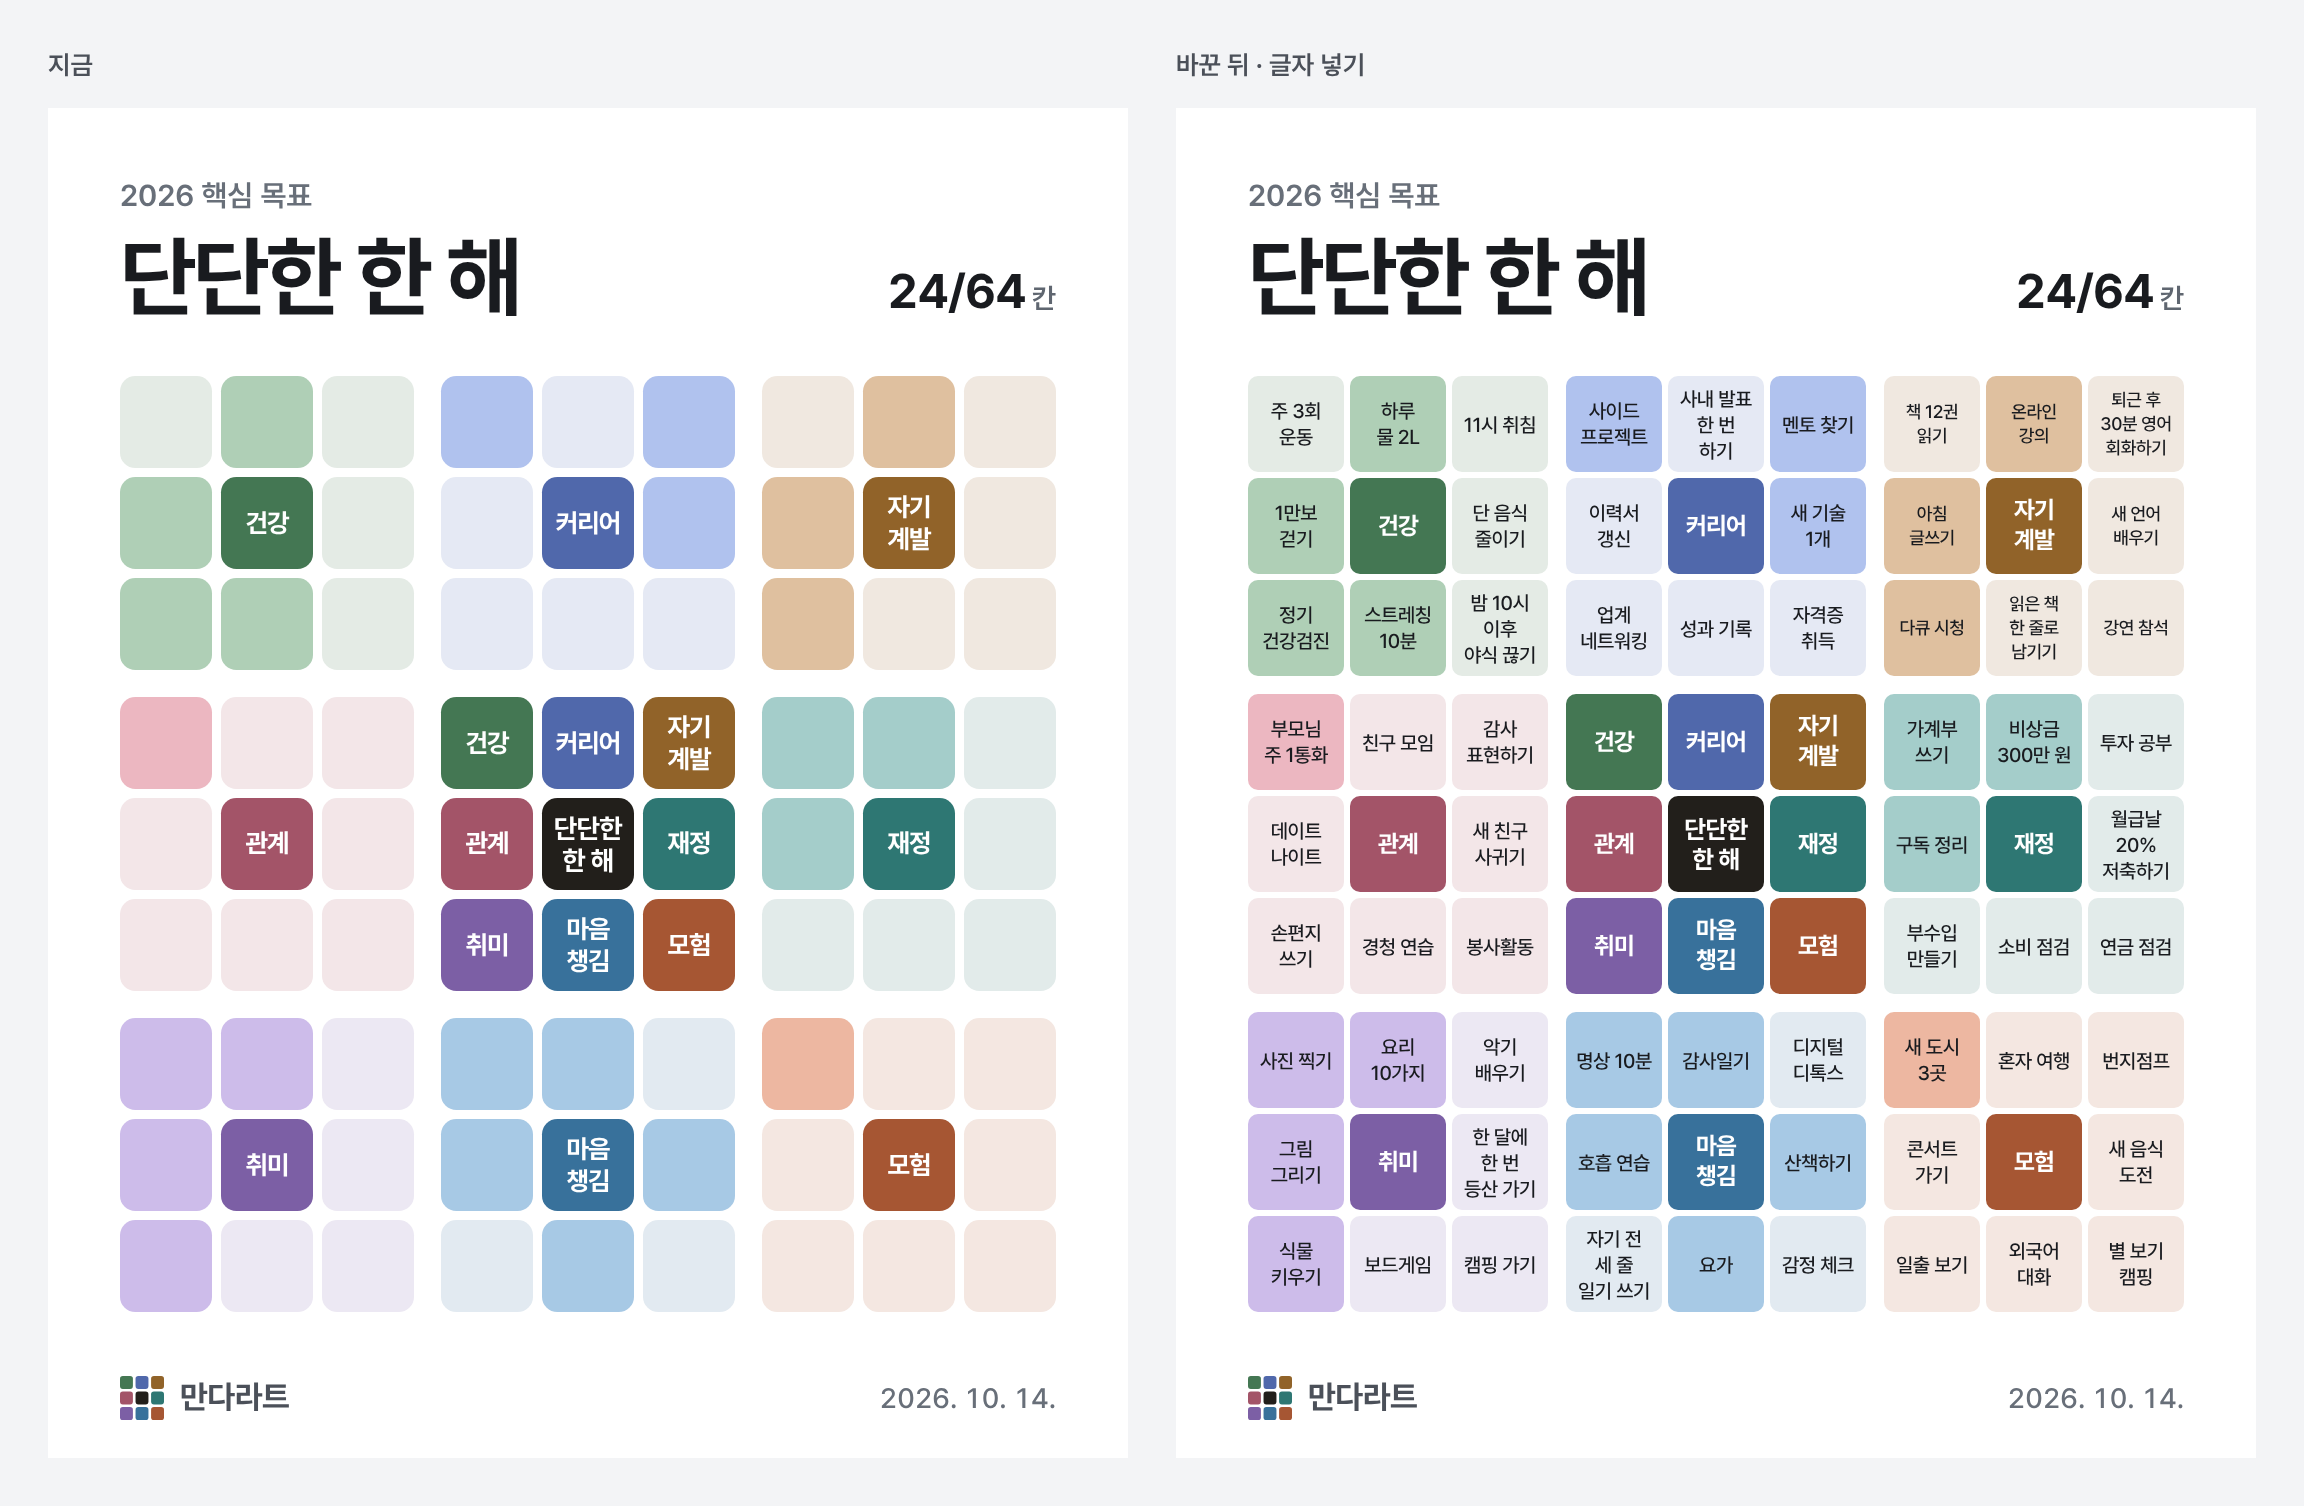 지금
2026 핵심 목표
단단한 한 해
24/64 칸
건강
커리어
자기
계발
건강
커리어
자기
계발
관계
관계
단단한
한 해
재정
재정
취미
마음
챙김
모험
취미
마음
챙김
모험
만다라트
2026. 10. 14.
바꾼 뒤 · 글자 넣기
2026 핵심 목표
단단한 한 해
24/64 칸
주 3회
운동
하루
물 2L
11시 취침
사이드
프로젝트
사내 발표
한 번
하기
멘토 찾기
책 12권
읽기
온라인
강의
퇴근 후
30분 영어
회화하기
1만보
걷기
건강
단 음식
줄이기
이력서
갱신
커리어
새 기술
1개
아침
글쓰기
자기
계발
새 언어
배우기
정기
건강검진
스트레칭
10분
밤 10시
이후
야식 끊기
업계
네트워킹
성과 기록
자격증
취득
다큐 시청
읽은 책
한 줄로
남기기
강연 참석
부모님
주 1통화
친구 모임
감사
표현하기
건강
커리어
자기
계발
가계부
쓰기
비상금
300만 원
투자 공부
데이트
나이트
관계
새 친구
사귀기
관계
단단한
한 해
재정
구독 정리
재정
월급날
20%
저축하기
손편지
쓰기
경청 연습
봉사활동
취미
마음
챙김
모험
부수입
만들기
소비 점검
연금 점검
사진 찍기
요리
10가지
악기
배우기
명상 10분
감사일기
디지털
디톡스
새 도시
3곳
혼자 여행
번지점프
그림
그리기
취미
한 달에
한 번
등산 가기
호흡 연습
마음
챙김
산책하기
콘서트
가기
모험
새 음식
도전
식물
키우기
보드게임
캠핑 가기
자기 전
세 줄
일기 쓰기
요가
감정 체크
일출 보기
외국어
대화
별 보기
캠핑
만다라트
2026. 10. 14.